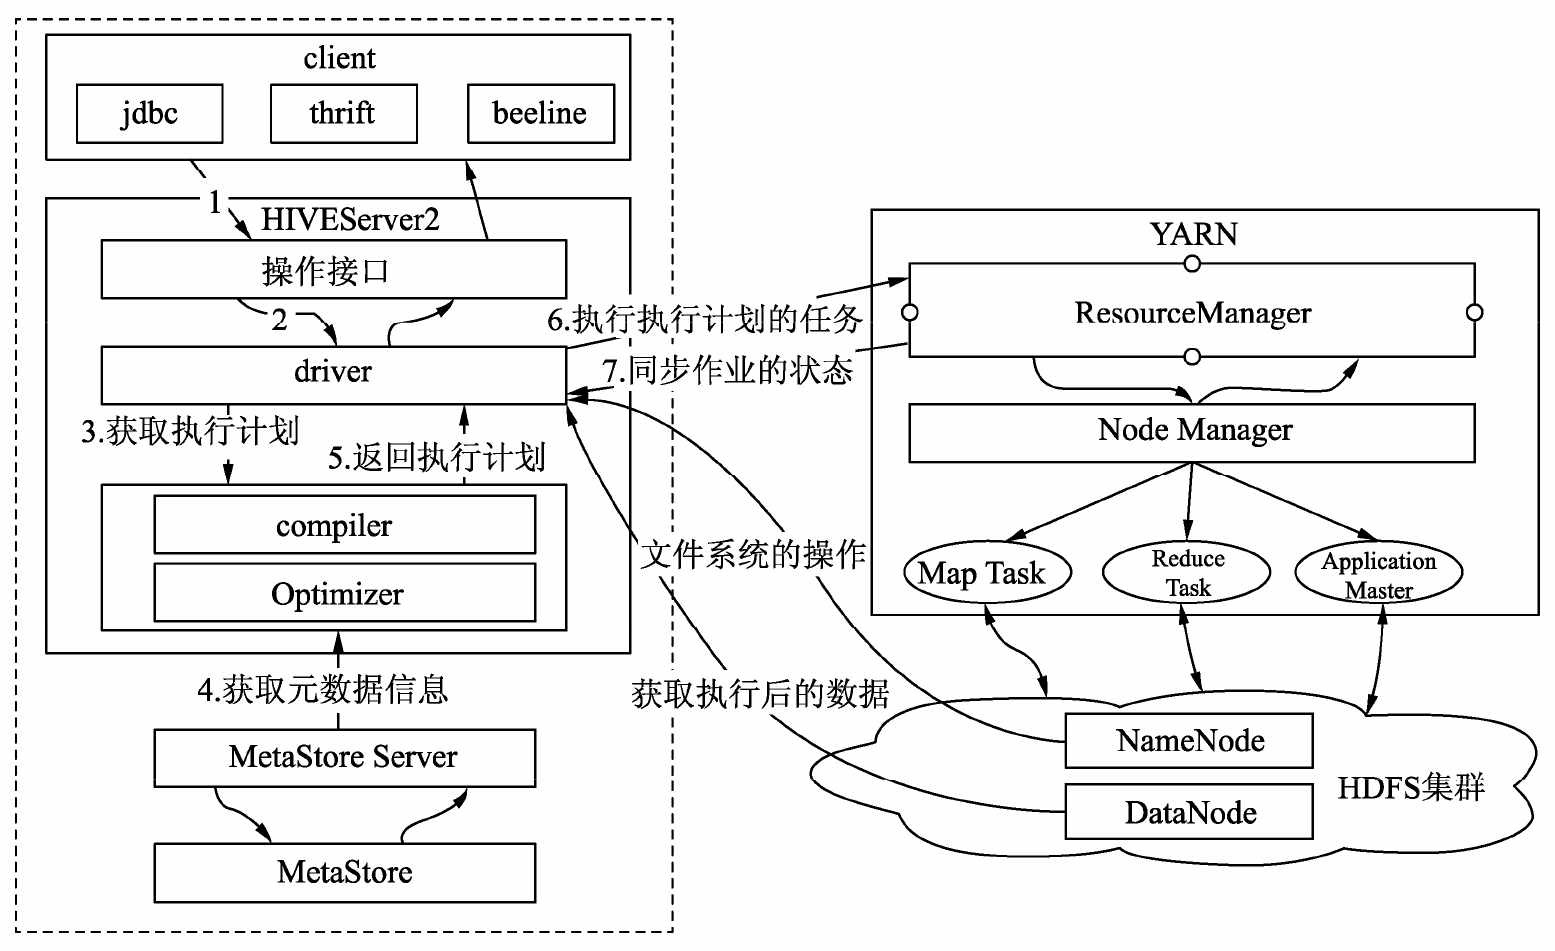 client
jdbc
thrift
beeline
1
HIVEServer2
操作接口
2
driver
3.获取执行计划
5.返回执行计划
compiler
Optimizer
4.获取元数据信息
MetaStore Server
MetaStore
6.执行执行计划的任务
7.同步作业的状态
文件系统的操作
获取执行后的数据
YARN
ResourceManager
Node Manager
Map Task
Reduce
Task
Application
Master
NameNode
DataNode
HDFS集群